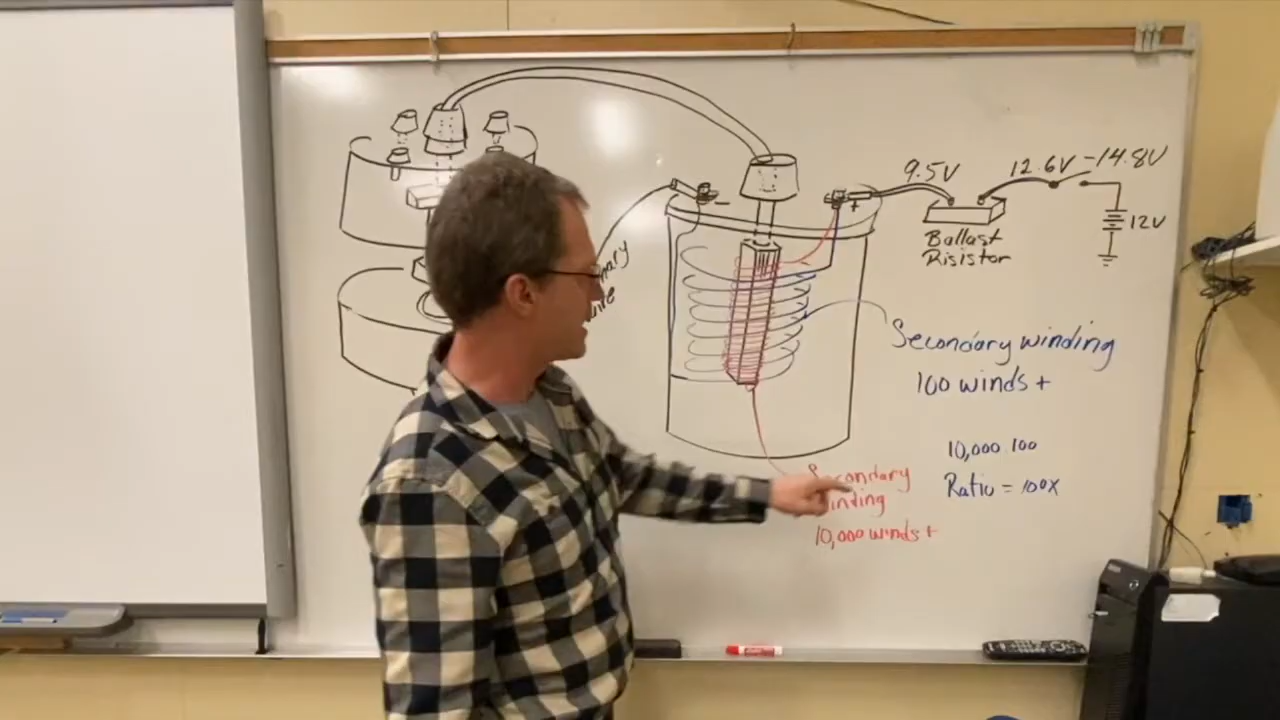 9.5V
12.6V - 14.8V
12V
Ballast
Risistor
- +
Secondary winding
100 winds +
10,000:100
Ratio = 100X
10,000 winds +